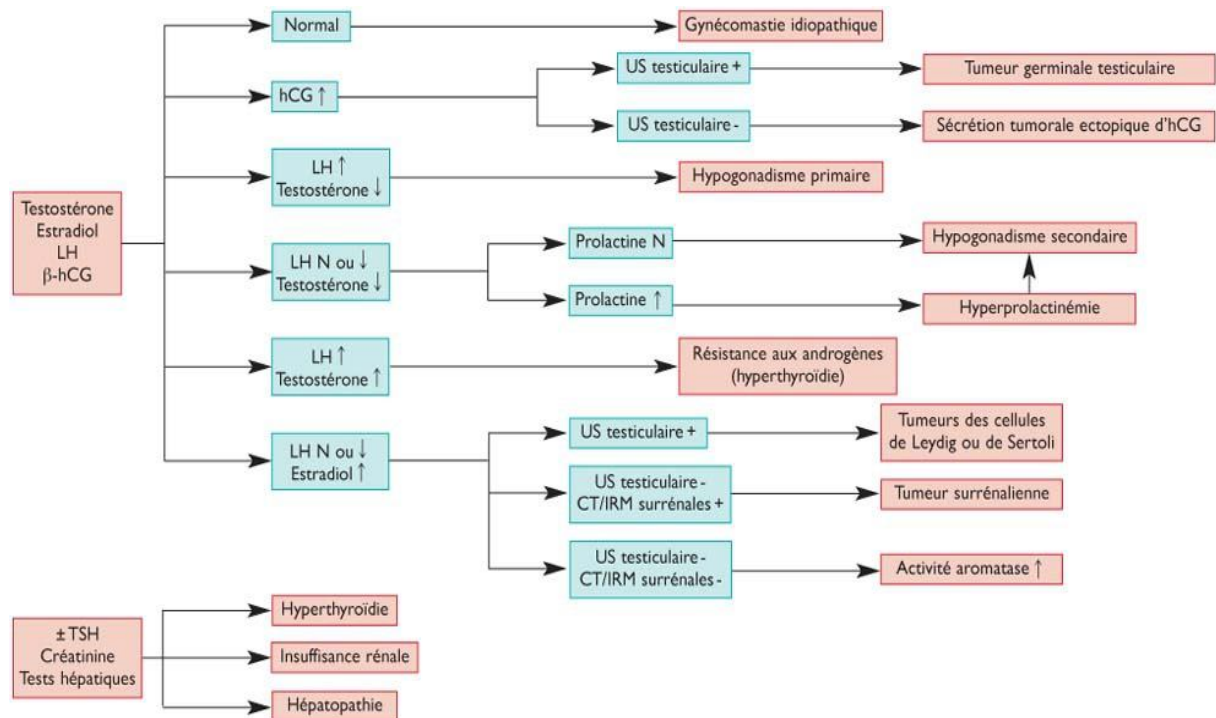 Normal
Gynécomastie idiopathique
hCG ↑
US testiculaire +
Tumeur germinale testiculaire
US testiculaire -
Sécrétion tumorale ectopique d'hCG
LH ↑
Testostérone ↓
Hypogonadisme primaire
Testostérone
Estradiol
LH
β-hCG
LH N ou ↓
Testostérone ↓
Prolactine N
Hypogonadisme secondaire
Prolactine ↑
Hyperprolactinémie
LH ↑
Testostérone ↑
Résistance aux androgènes
(hyperthyroïdie)
LH N ou ↓
Estradiol ↑
US testiculaire +
Tumeurs des cellules
de Leydig ou de Sertoli
US testiculaire -
CT/IRM surrénales +
Tumeur surrénalienne
US testiculaire -
CT/IRM surrénales -
Activité aromatase ↑
± TSH
Créatinine
Tests hépatiques
Hyperthyroïdie
Insuffisance rénale
Hépatopathie